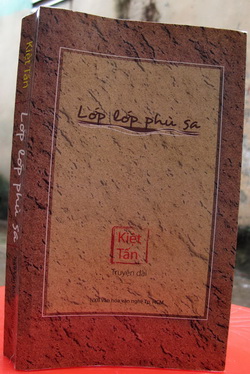 Kiệt Tấn
Lớp lớp phù sa
Lớp lớp phù sa
Kiệt
Tấn
Truyện dài